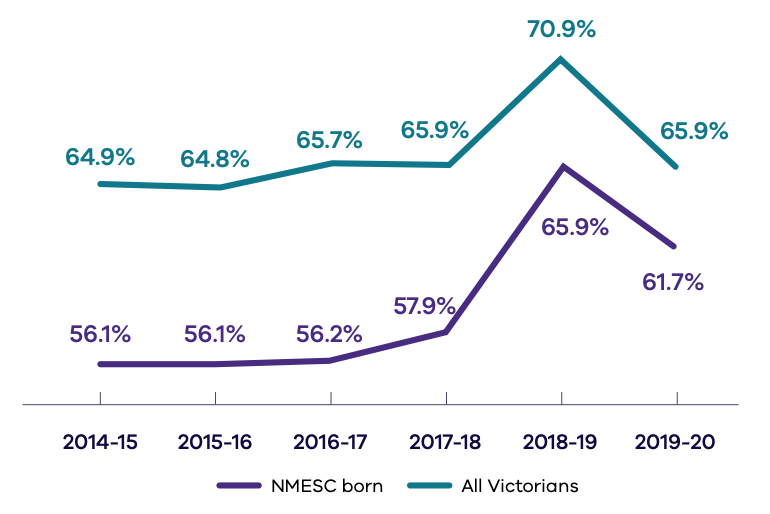 70.9%
64.9% 64.8% 65.7% 65.9% 65.9%
65.9%
61.7%
56.1% 56.1% 56.2% 57.9%
2014-15 2015-16 2016-17 2017-18 2018-19 2019-20
NMESC born All Victorians